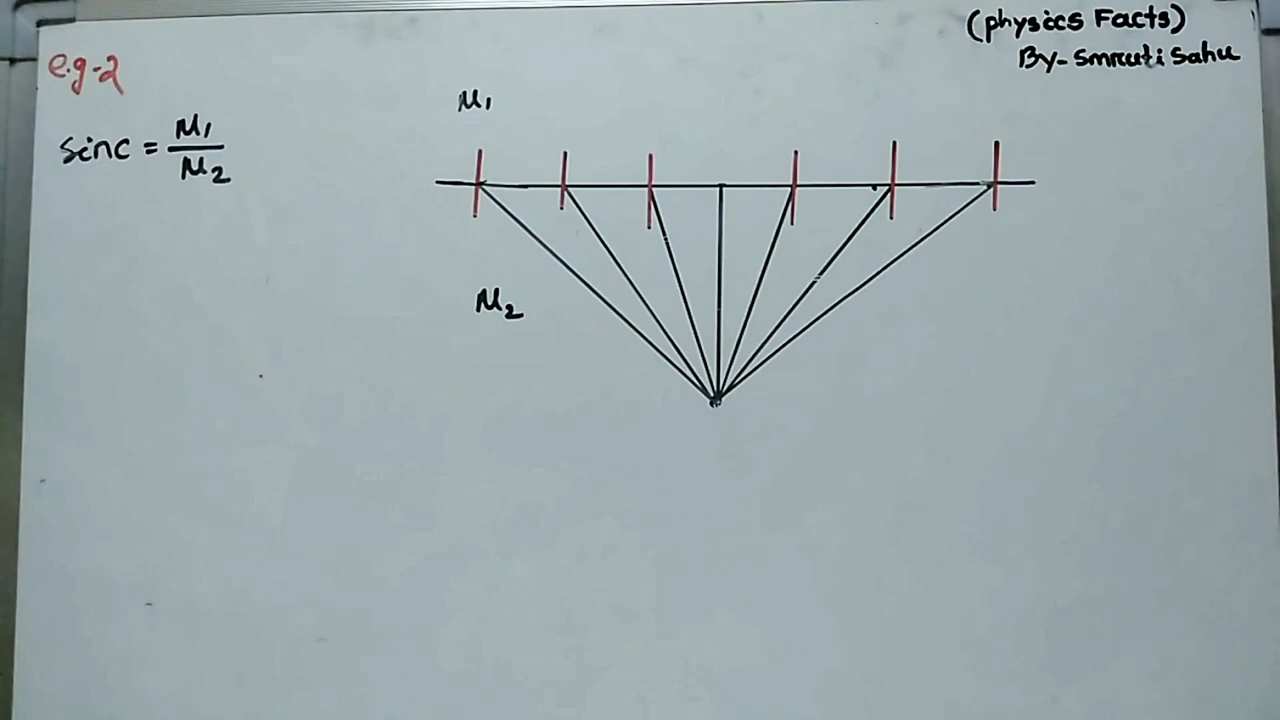 (physics Facts)
By-Smruti Sahu
e.g-2
sinc = μ1/μ2
μ1
μ2